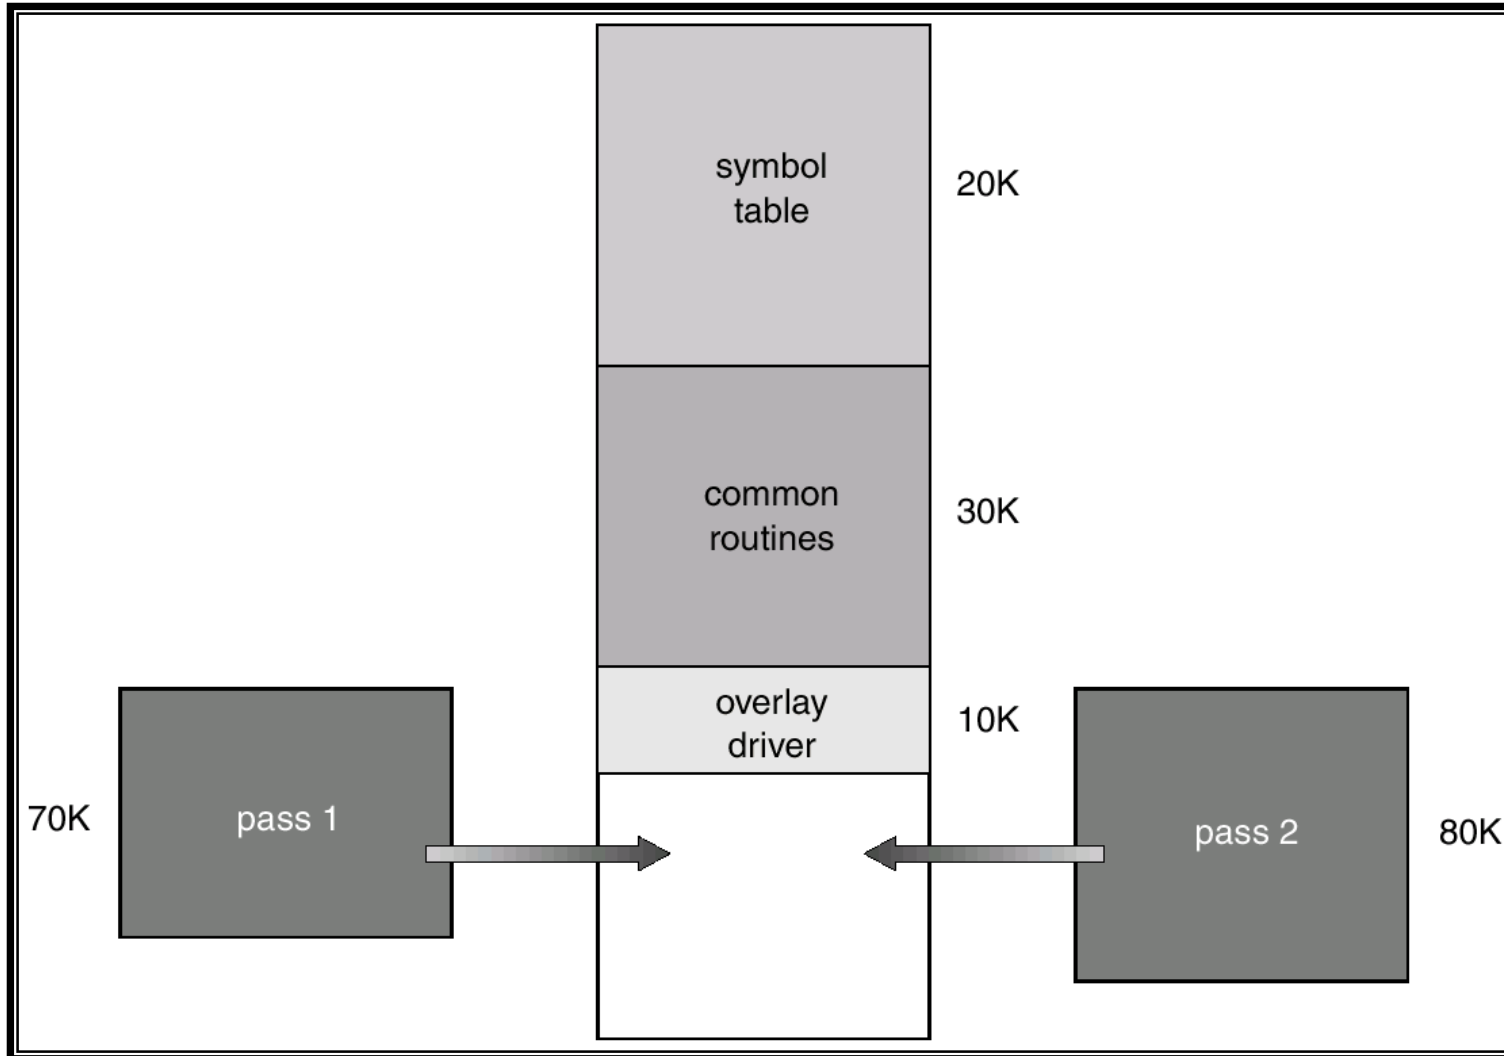 symbol
table
20K
common
routines
30K
overlay
driver
10K
70K
pass 1
pass 2
80K